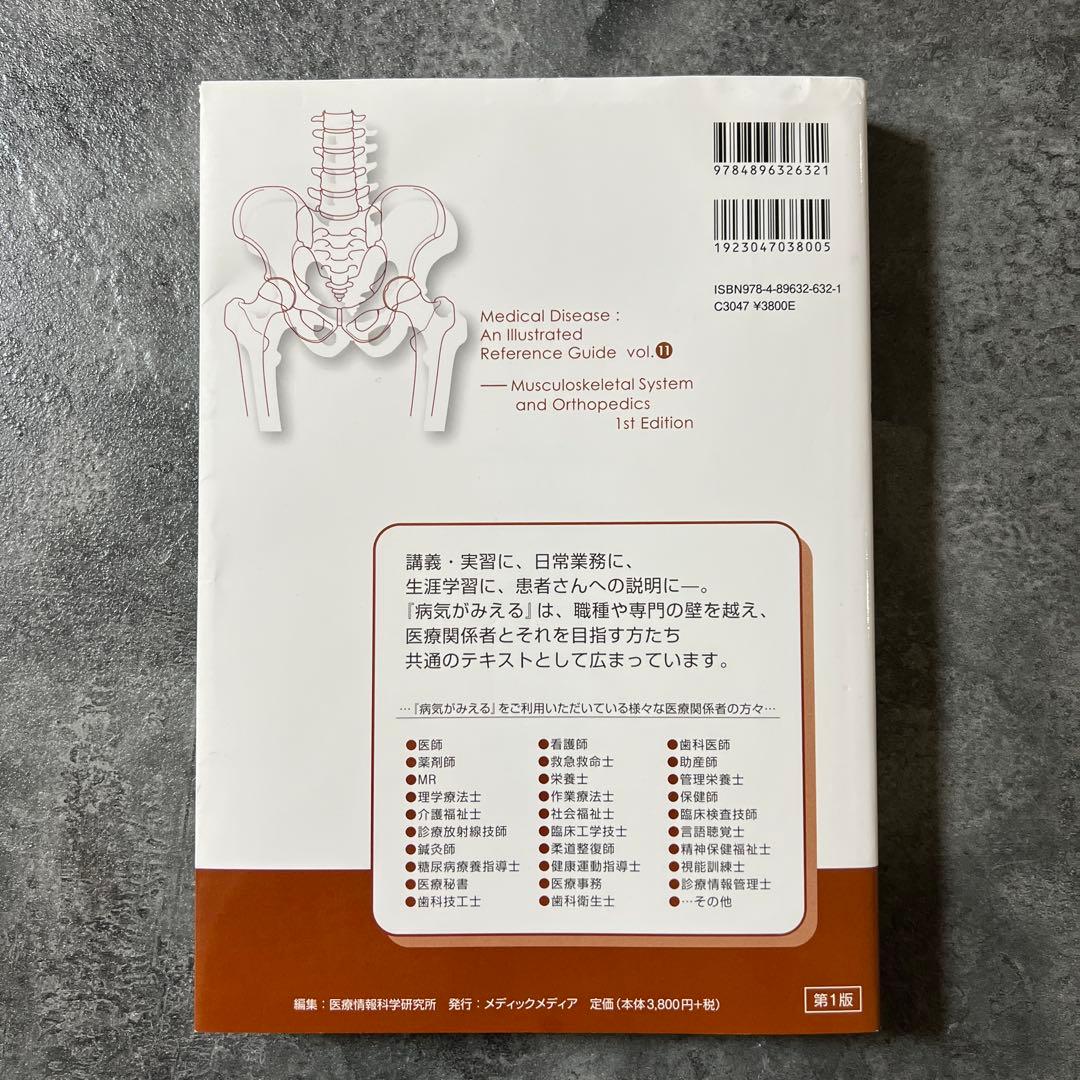 9784896326321
1923047038005
ISBN978-4-89632-632-1
C3047 ¥3800E
Medical Disease :
An Illustrated
Reference Guide vol.11
— Musculoskeletal System
and Orthopedics
1st Edition
講義・実習に、日常業務に、
生涯学習に、患者さんへの説明に―。
『病気がみえる』は、職種や専門の壁を越え、
医療関係者とそれを目指す方たち
共通のテキストとして広まっています。
…『病気がみえる』をご利用いただいている様々な医療関係者の方々…
●医師 ●看護師 ●歯科医師
●薬剤師 ●救急救命士 ●助産師
●MR ●栄養士 ●管理栄養士
●理学療法士 ●作業療法士 ●保健師
●介護福祉士 ●社会福祉士 ●臨床検査技師
●診療放射線技師 ●臨床工学技士 ●言語聴覚士
●鍼灸師 ●柔道整復師 ●精神保健福祉士
●糖尿病療養指導士 ●健康運動指導士 ●視能訓練士
●医療秘書 ●医療事務 ●診療情報管理士
●歯科技工士 ●歯科衛生士 ●…その他
編集：医療情報科学研究所 発行：メディックメディア 定価（本体3,800円+税）
第1版